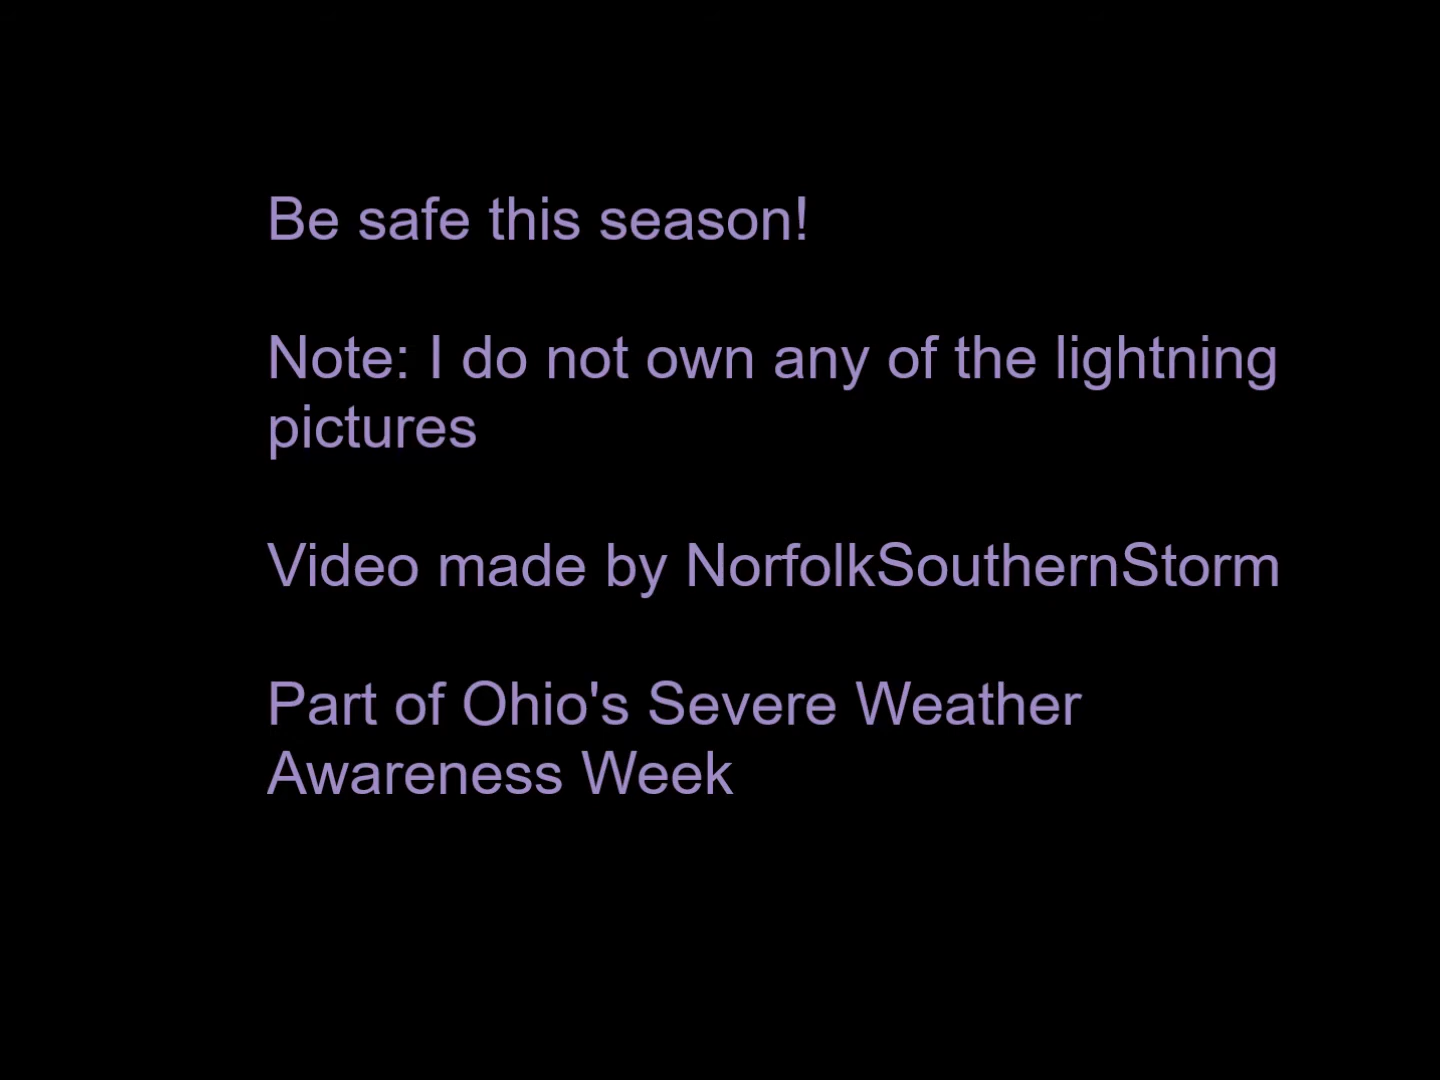 Be safe this season!
Note: I do not own any of the lightning
pictures
Video made by NorfolkSouthernStorm
Part of Ohio's Severe Weather
Awareness Week